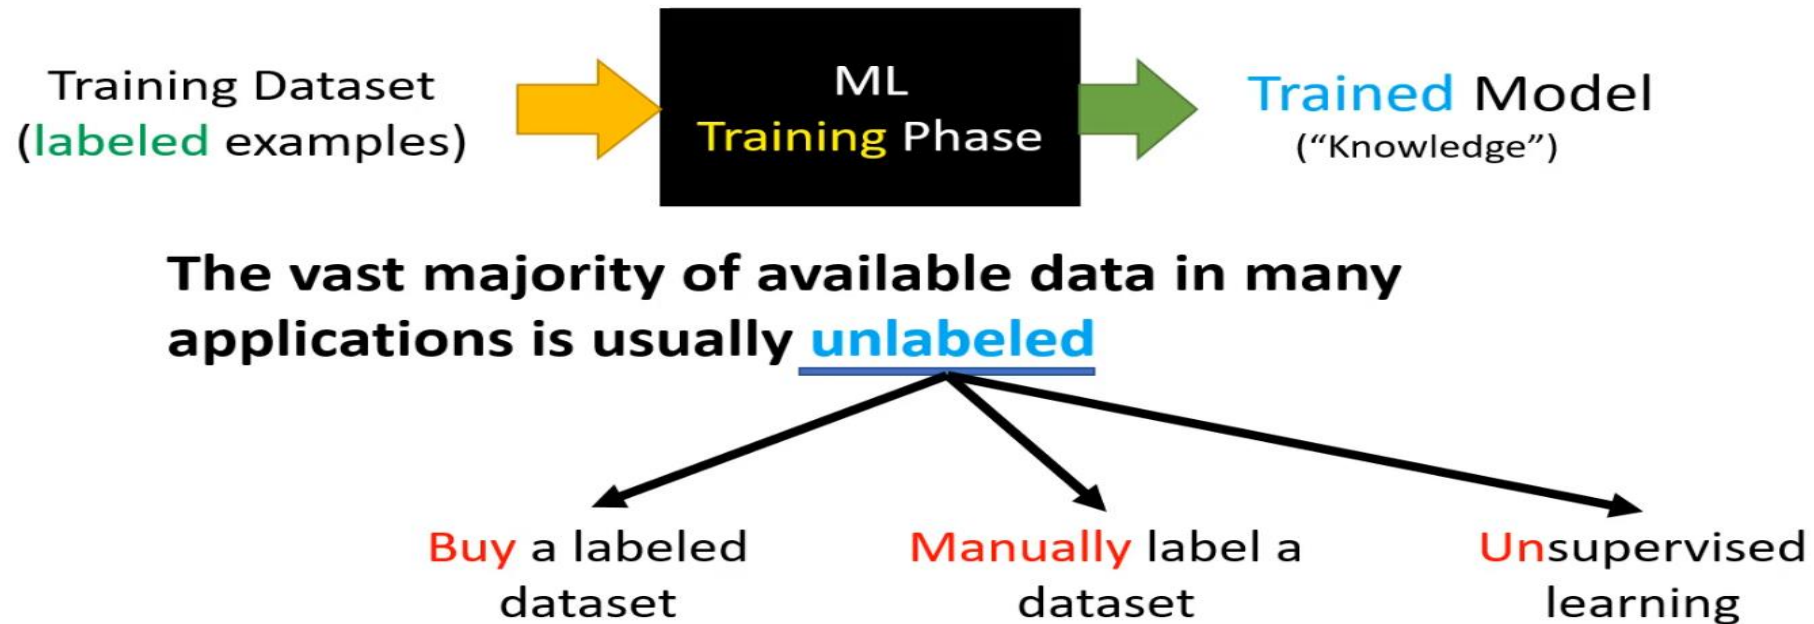 Training Dataset
(labeled examples)
ML
Training Phase
Trained Model
(“Knowledge”)
The vast majority of available data in many
applications is usually unlabeled
Buy a labeled
dataset
Manually label a
dataset
Unsupervised
learning